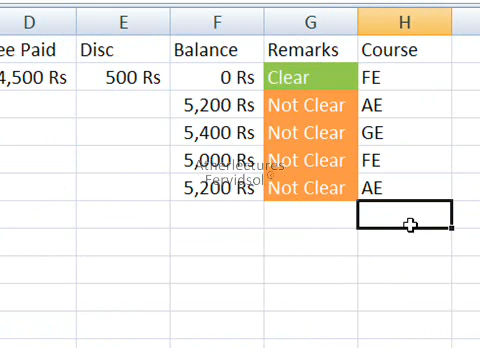 D E F G H
ee Paid Disc Balance Remarks Course
4,500 Rs 500 Rs 0 Rs Clear FE
5,200 Rs Not Clear AE
5,400 Rs Not Clear GE
5,000 Rs Not Clear FE
Atherlectures
Fervidsol®
5,200 Rs Not Clear AE